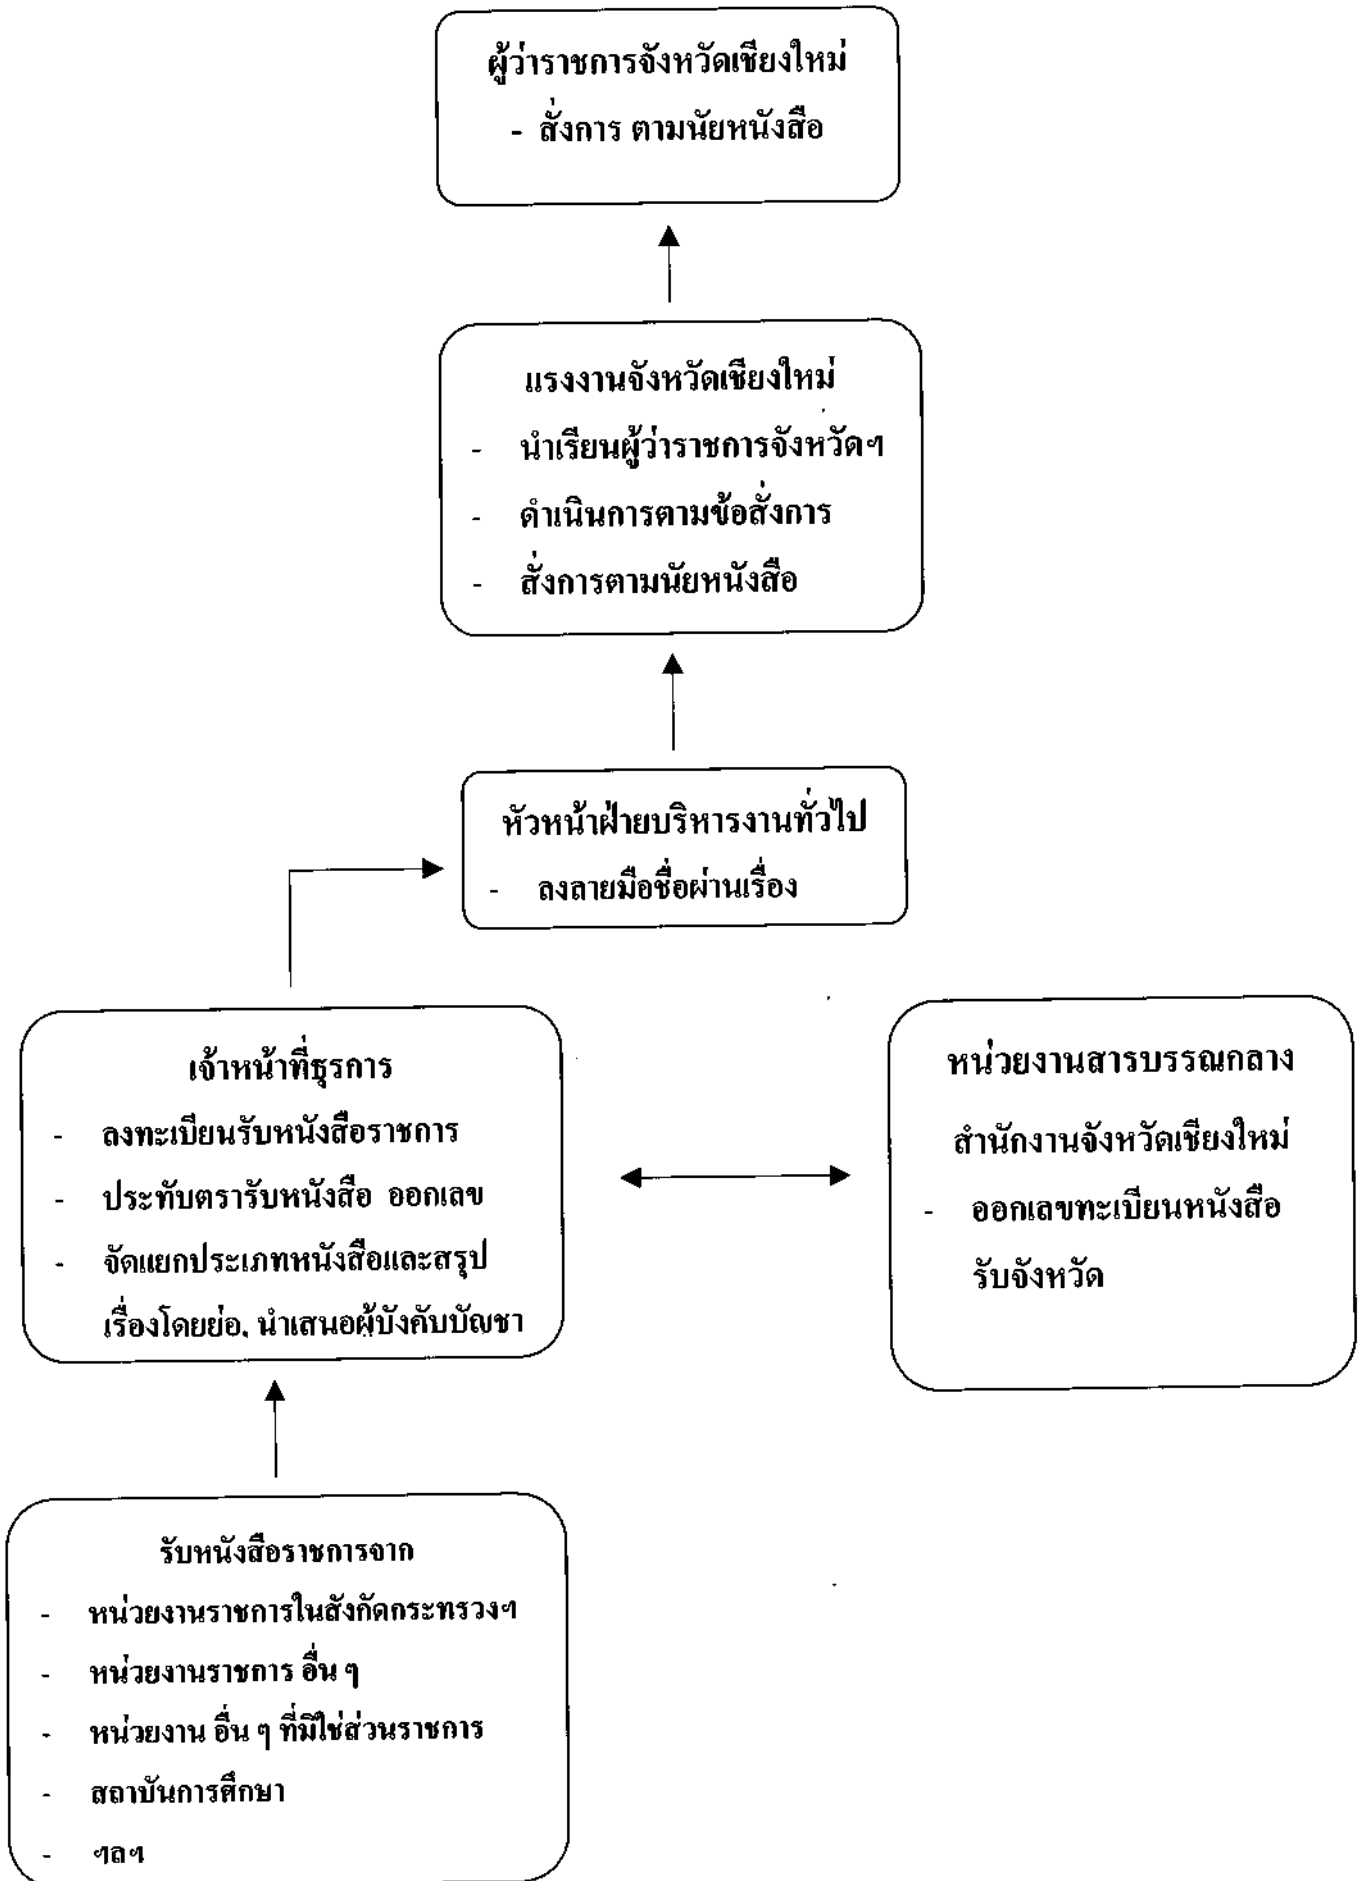 ผู้ว่าราชการจังหวัดเชียงใหม่
- สั่งการ ตามนัยหนังสือ
แรงงานจังหวัดเชียงใหม่
- นำเรียนผู้ว่าราชการจังหวัดฯ
- ดำเนินการตามข้อสั่งการ
- สั่งการตามนัยหนังสือ
หัวหน้าฝ่ายบริหารงานทั่วไป
- ลงลายมือชื่อผ่านเรื่อง
เจ้าหน้าที่ธุรการ
- ลงทะเบียนรับหนังสือราชการ
- ประทับตรารับหนังสือ ออกเลข
- จัดแยกประเภทหนังสือและสรุป
เรื่องโดยย่อ, นำเสนอผู้บังคับบัญชา
หน่วยงานสารบรรณกลาง
สำนักงานจังหวัดเชียงใหม่
- ออกเลขทะเบียนหนังสือ
รับจังหวัด
รับหนังสือราชการจาก
- หน่วยงานราชการในสังกัดกระทรวงฯ
- หน่วยงานราชการ อื่น ๆ
- หน่วยงาน อื่น ๆ ที่มิใช่ส่วนราชการ
- สถาบันการศึกษา
- ฯลฯ